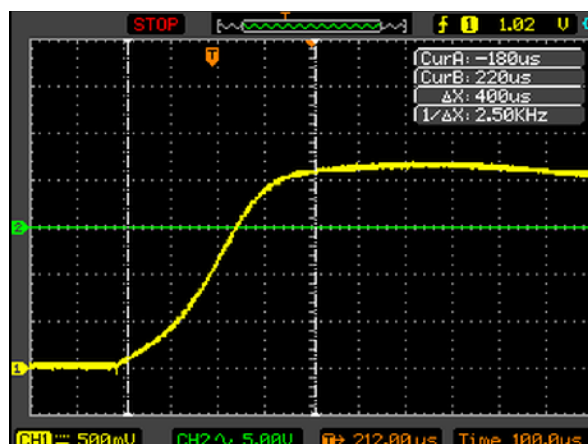 STOP T f 1 1.02 V
T
CurA: -180us
CurB: 220us
ΔX: 400us
1/ΔX: 2.50KHz
2
1
CH1 500mV CH2 5.00V T→ 212.00us Time 100.0us